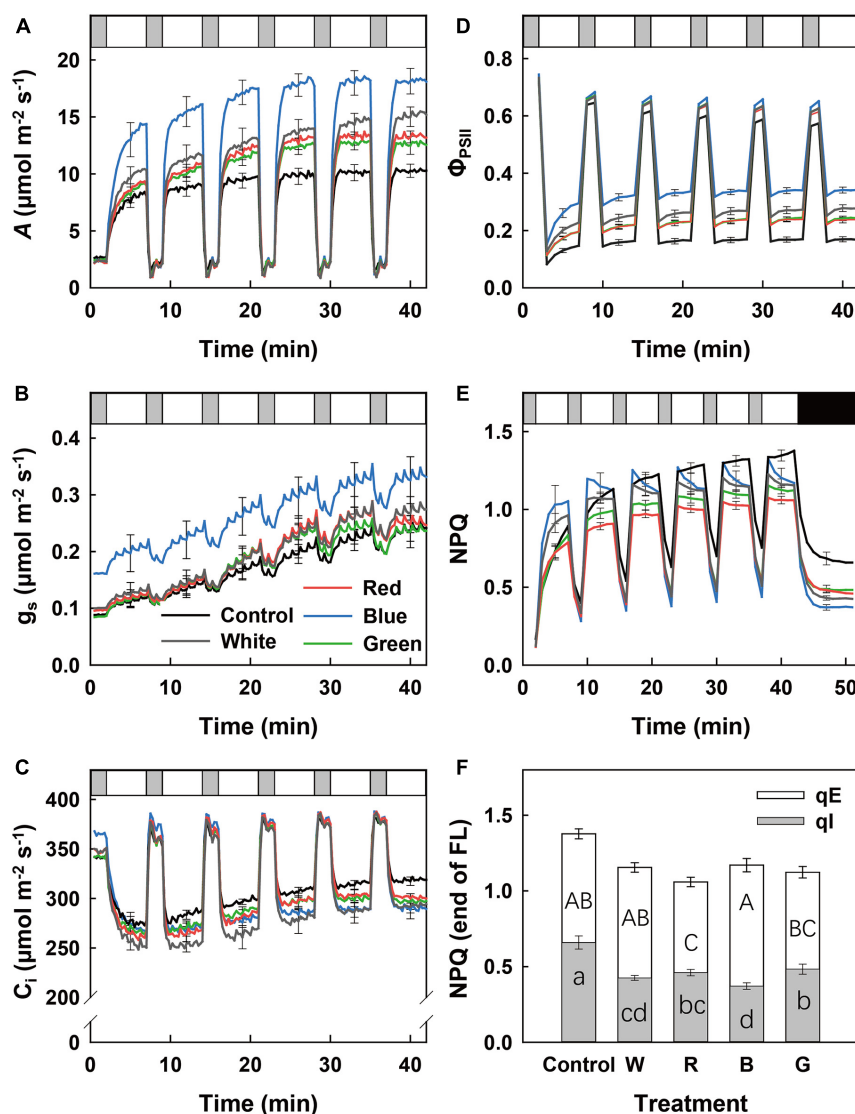 A
A (µmol m⁻² s⁻¹)
20
15
10
5
0
0 10 20 30 40
Time (min)
D
Φ_PSII
0.8
0.6
0.4
0.2
0.0
0 10 20 30 40
Time (min)
B
g_s (µmol m⁻² s⁻¹)
0.4
0.3
0.2
0.1
0.0
Control
White
Red
Blue
Green
0 10 20 30 40
Time (min)
E
NPQ
1.5
1.0
0.5
0.0
0 10 20 30 40 50
Time (min)
C
C_i (µmol m⁻² s⁻¹)
400
350
300
250
200
0
0 10 20 30 40
Time (min)
F
NPQ (end of FL)
1.5
1.0
0.5
0.0
qE
qI
AB AB C A BC
a cd bc d b
Control W R B G
Treatment